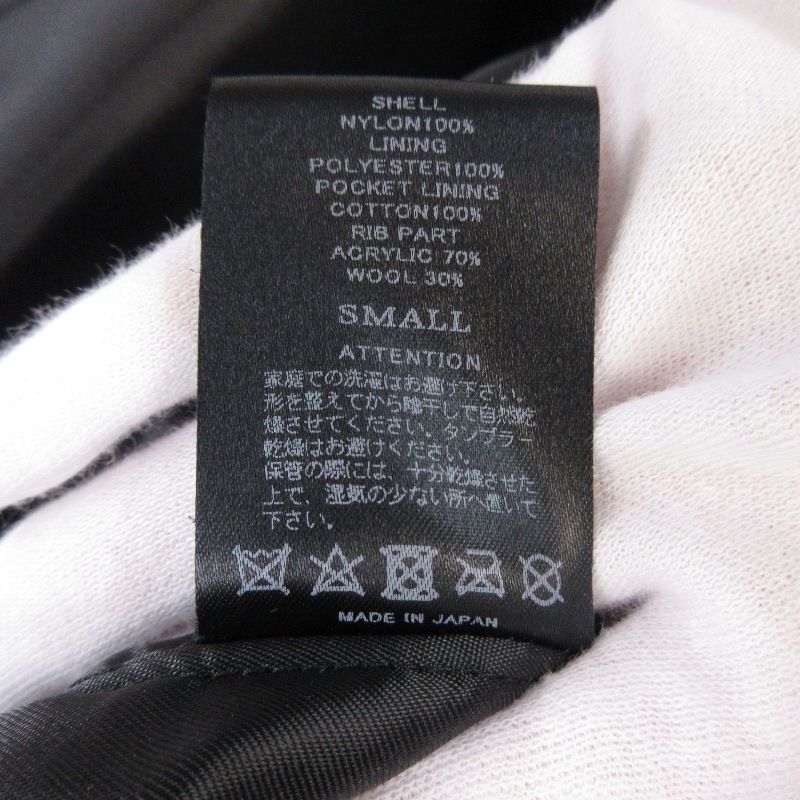 SHELL
NYLON100%
LINING
POLYESTER100%
POCKET LINING
COTTON100%
RIB PART
ACRYLIC 70%
WOOL 30%
SMALL
ATTENTION
家庭での洗濯はお避け下さい。
形を整えてから陰干しで自然乾
燥させてください。タンブラー
乾燥はお避けください。
保管の際には、十分乾燥させた
上で、湿気の少ない所へ置いて
下さい。
MADE IN JAPAN